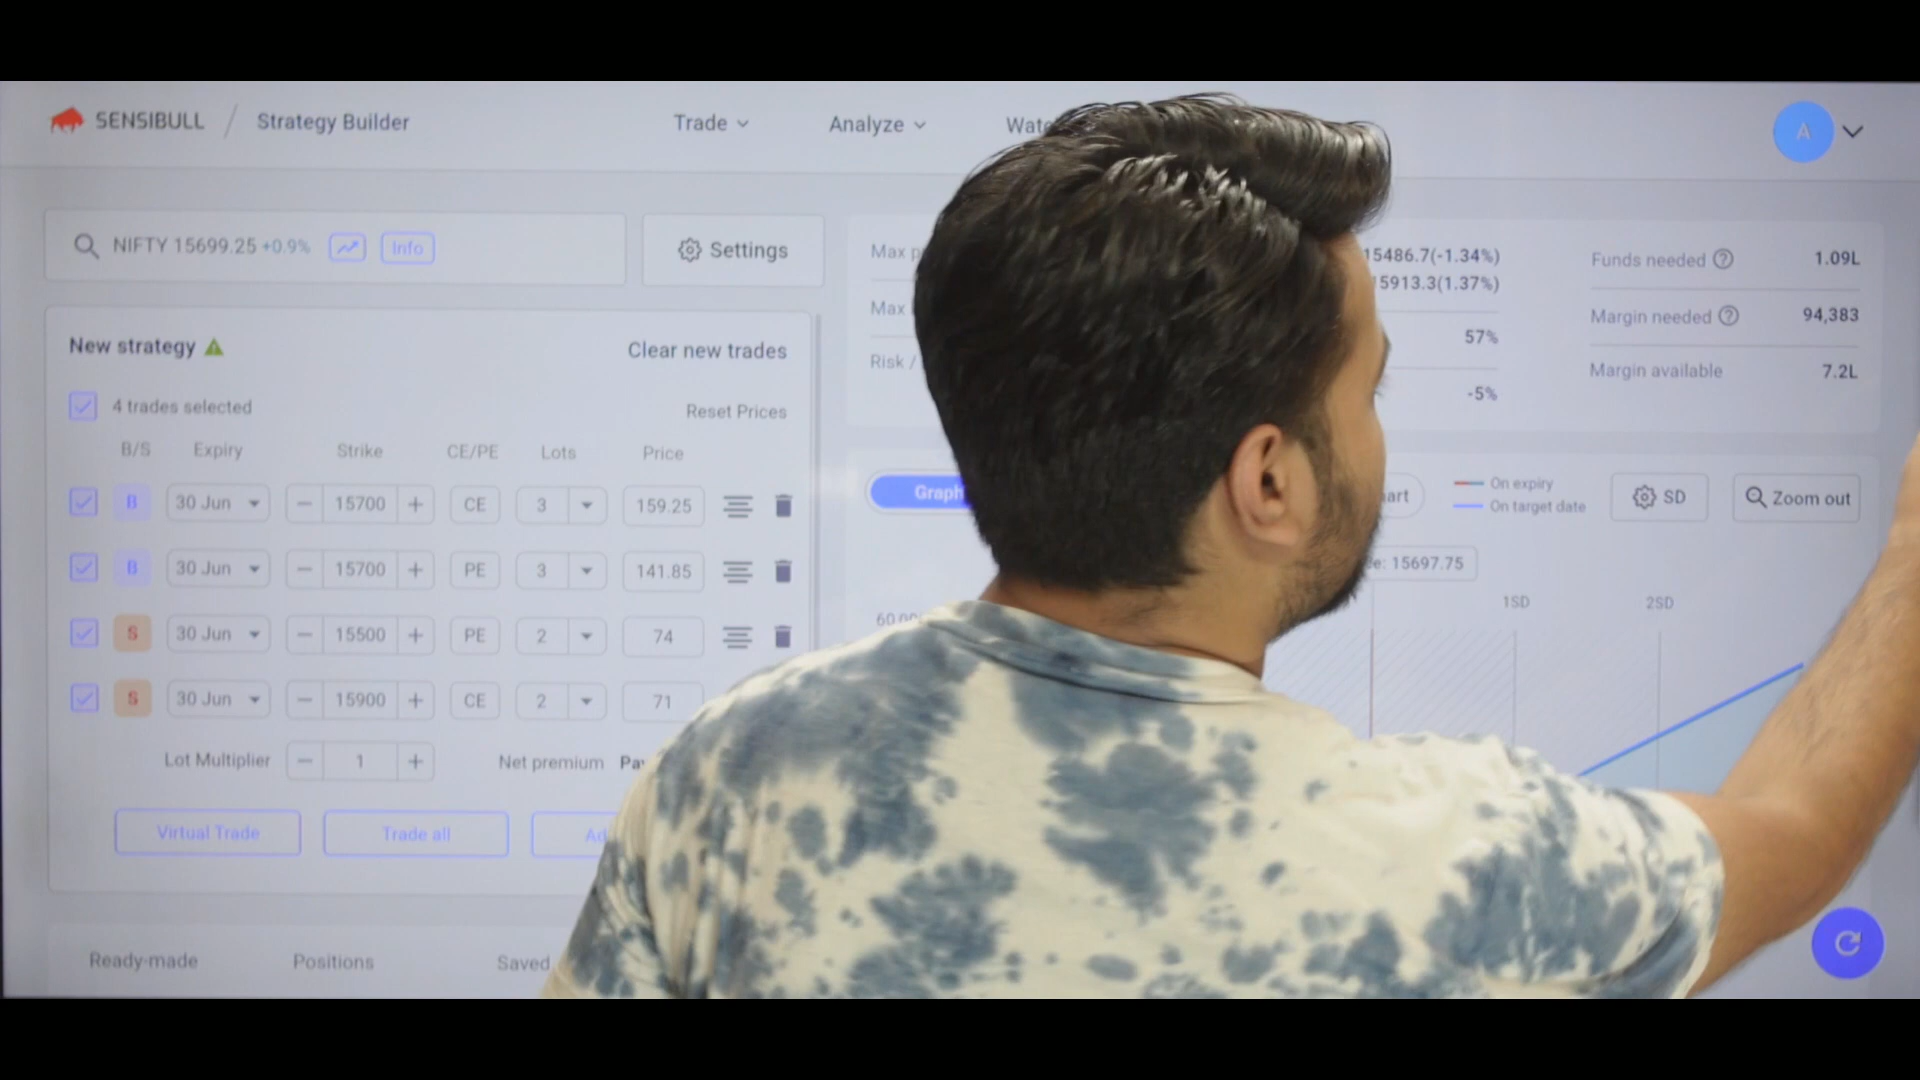 SENSIBULL / Strategy Builder
Trade
Analyze
A
NIFTY 15699.25 +0.9% Info
Settings
New strategy
Clear new trades
4 trades selected
Reset Prices
B/S Expiry Strike CE/PE Lots Price
B 30 Jun — 15700 + CE 3 159.25
B 30 Jun — 15700 + PE 3 141.85
S 30 Jun — 15500 + PE 2 74
S 30 Jun — 15900 + CE 2 71
Lot Multiplier — 1 + Net premium
Virtual Trade
Trade all
Ready-made
Positions
Saved
Max
15486.7(-1.34%)
15913.3(1.37%)
Max
57%
Risk /
-5%
Funds needed ? 1.09L
Margin needed ? 94,383
Margin available 7.2L
Graph
On expiry
On target date
SD
Zoom out
15697.75
1SD
2SD